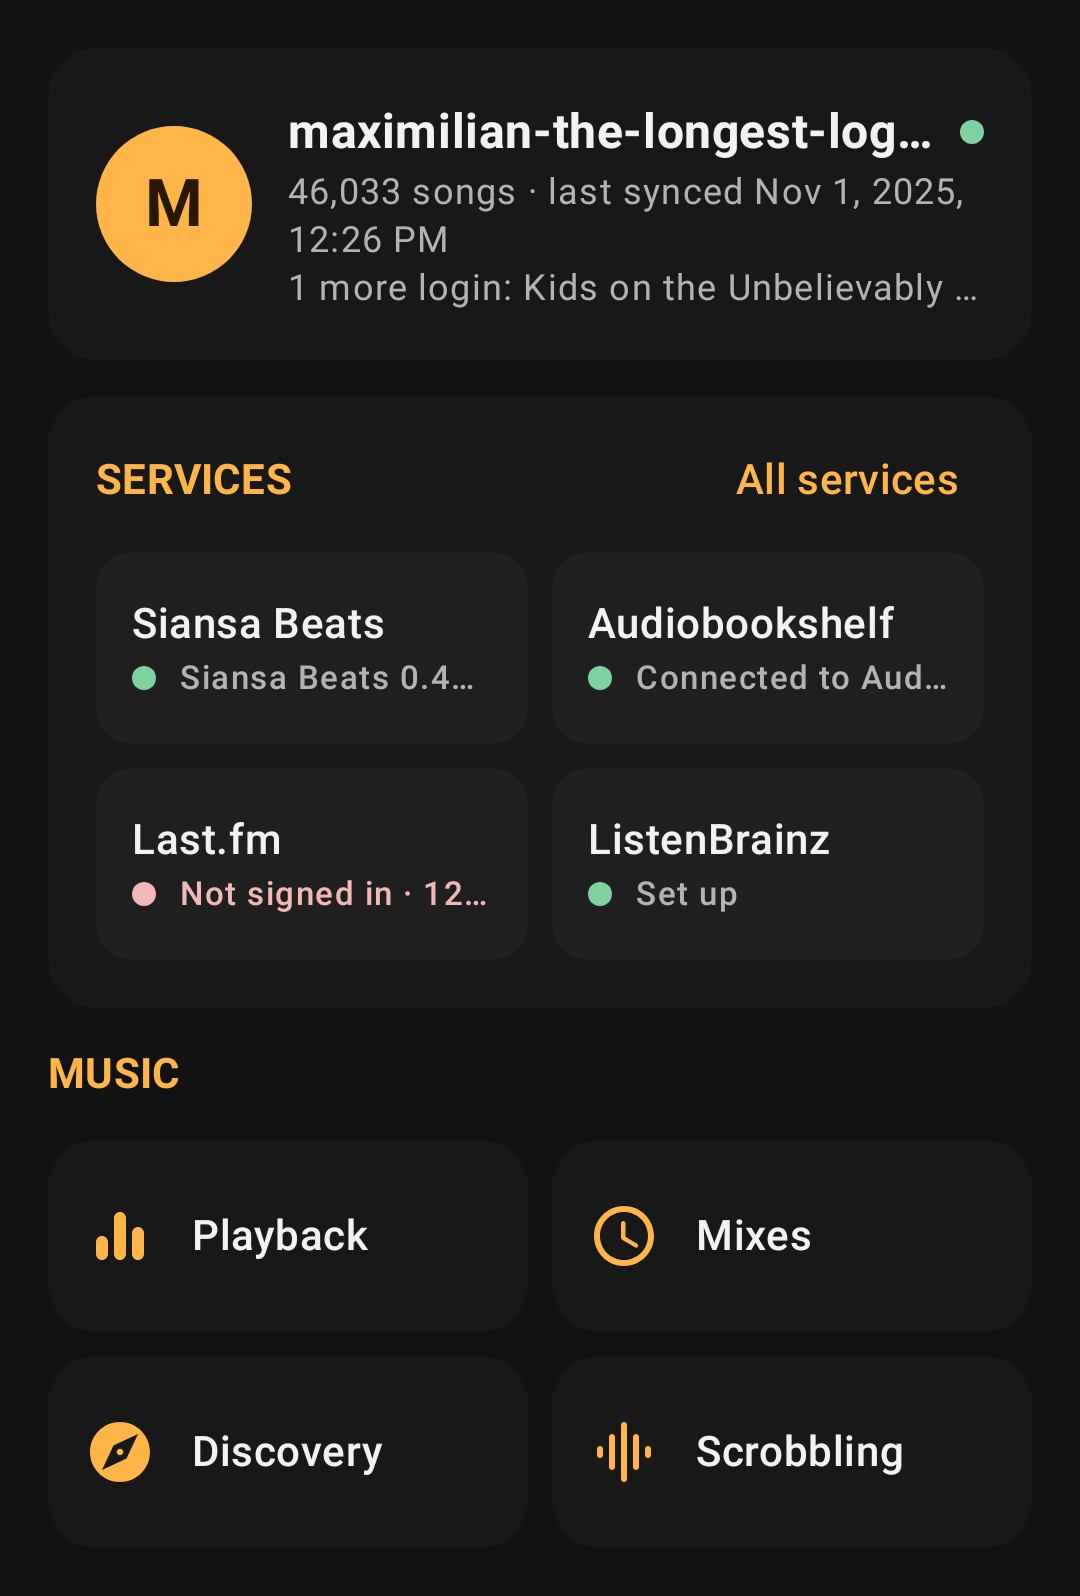 M
maximilian-the-longest-log…
46,033 songs · last synced Nov 1, 2025,
12:26 PM
1 more login: Kids on the Unbelievably …
SERVICES
All services
Siansa Beats
Siansa Beats 0.4…
Audiobookshelf
Connected to Aud…
Last.fm
Not signed in · 12…
ListenBrainz
Set up
MUSIC
Playback
Mixes
Discovery
Scrobbling